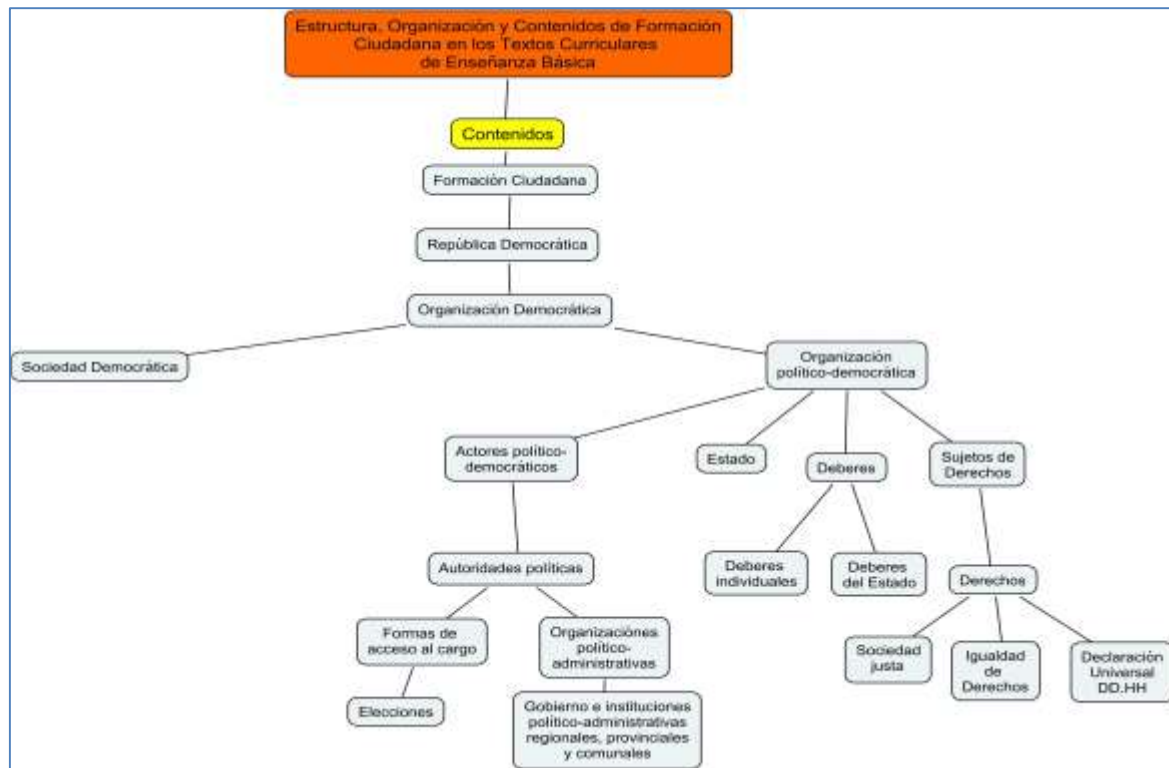 Estructura, Organización y Contenidos de Formación
Ciudadana en los Textos Curriculares
de Enseñanza Básica
Contenidos
Formación Ciudadana
República Democrática
Organización Democrática
Sociedad Democrática
Organización
político-democrática
Actores político-
democráticos
Estado
Deberes
Sujetos de
Derechos
Autoridades políticas
Deberes
individuales
Deberes
del Estado
Derechos
Formas de
acceso al cargo
Organizaciónes
político-
administrativas
Sociedad
justa
Igualdad
de
Derechos
Declaración
Universal
DD.HH
Elecciones
Gobierno e instituciones
político-administrativas
regionales, provinciales
y comunales